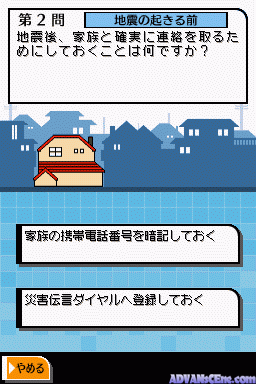 第2問 地震の起きる前
地震後、家族と確実に連絡を取るた
めにしておくことは何ですか？
家族の携帯電話番号を暗記しておく
災害伝言ダイヤルへ登録しておく
やめる
ADVANSCEne.com